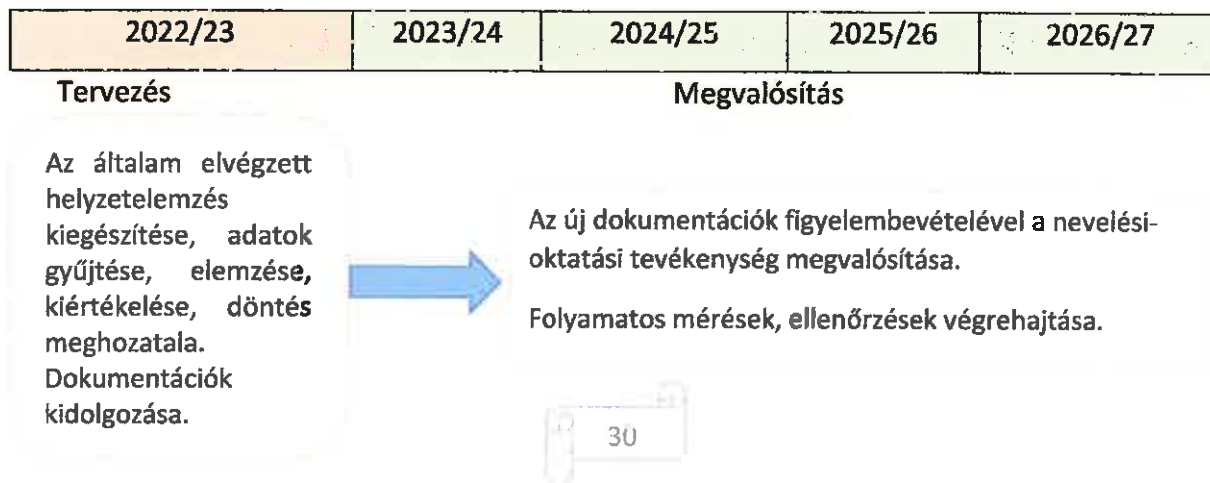 2022/23 2023/24 2024/25 2025/26 2026/27
Tervezés Megvalósítás
Az általam elvégzett
helyzetelemzés
kiegészítése, adatok
gyűjtése, elemzése,
kiértékelése, döntés
meghozatala.
Dokumentációk
kidolgozása.
Az új dokumentációk figyelembevételével a nevelési-
oktatási tevékenység megvalósítása.
Folyamatos mérések, ellenőrzések végrehajtása.
30